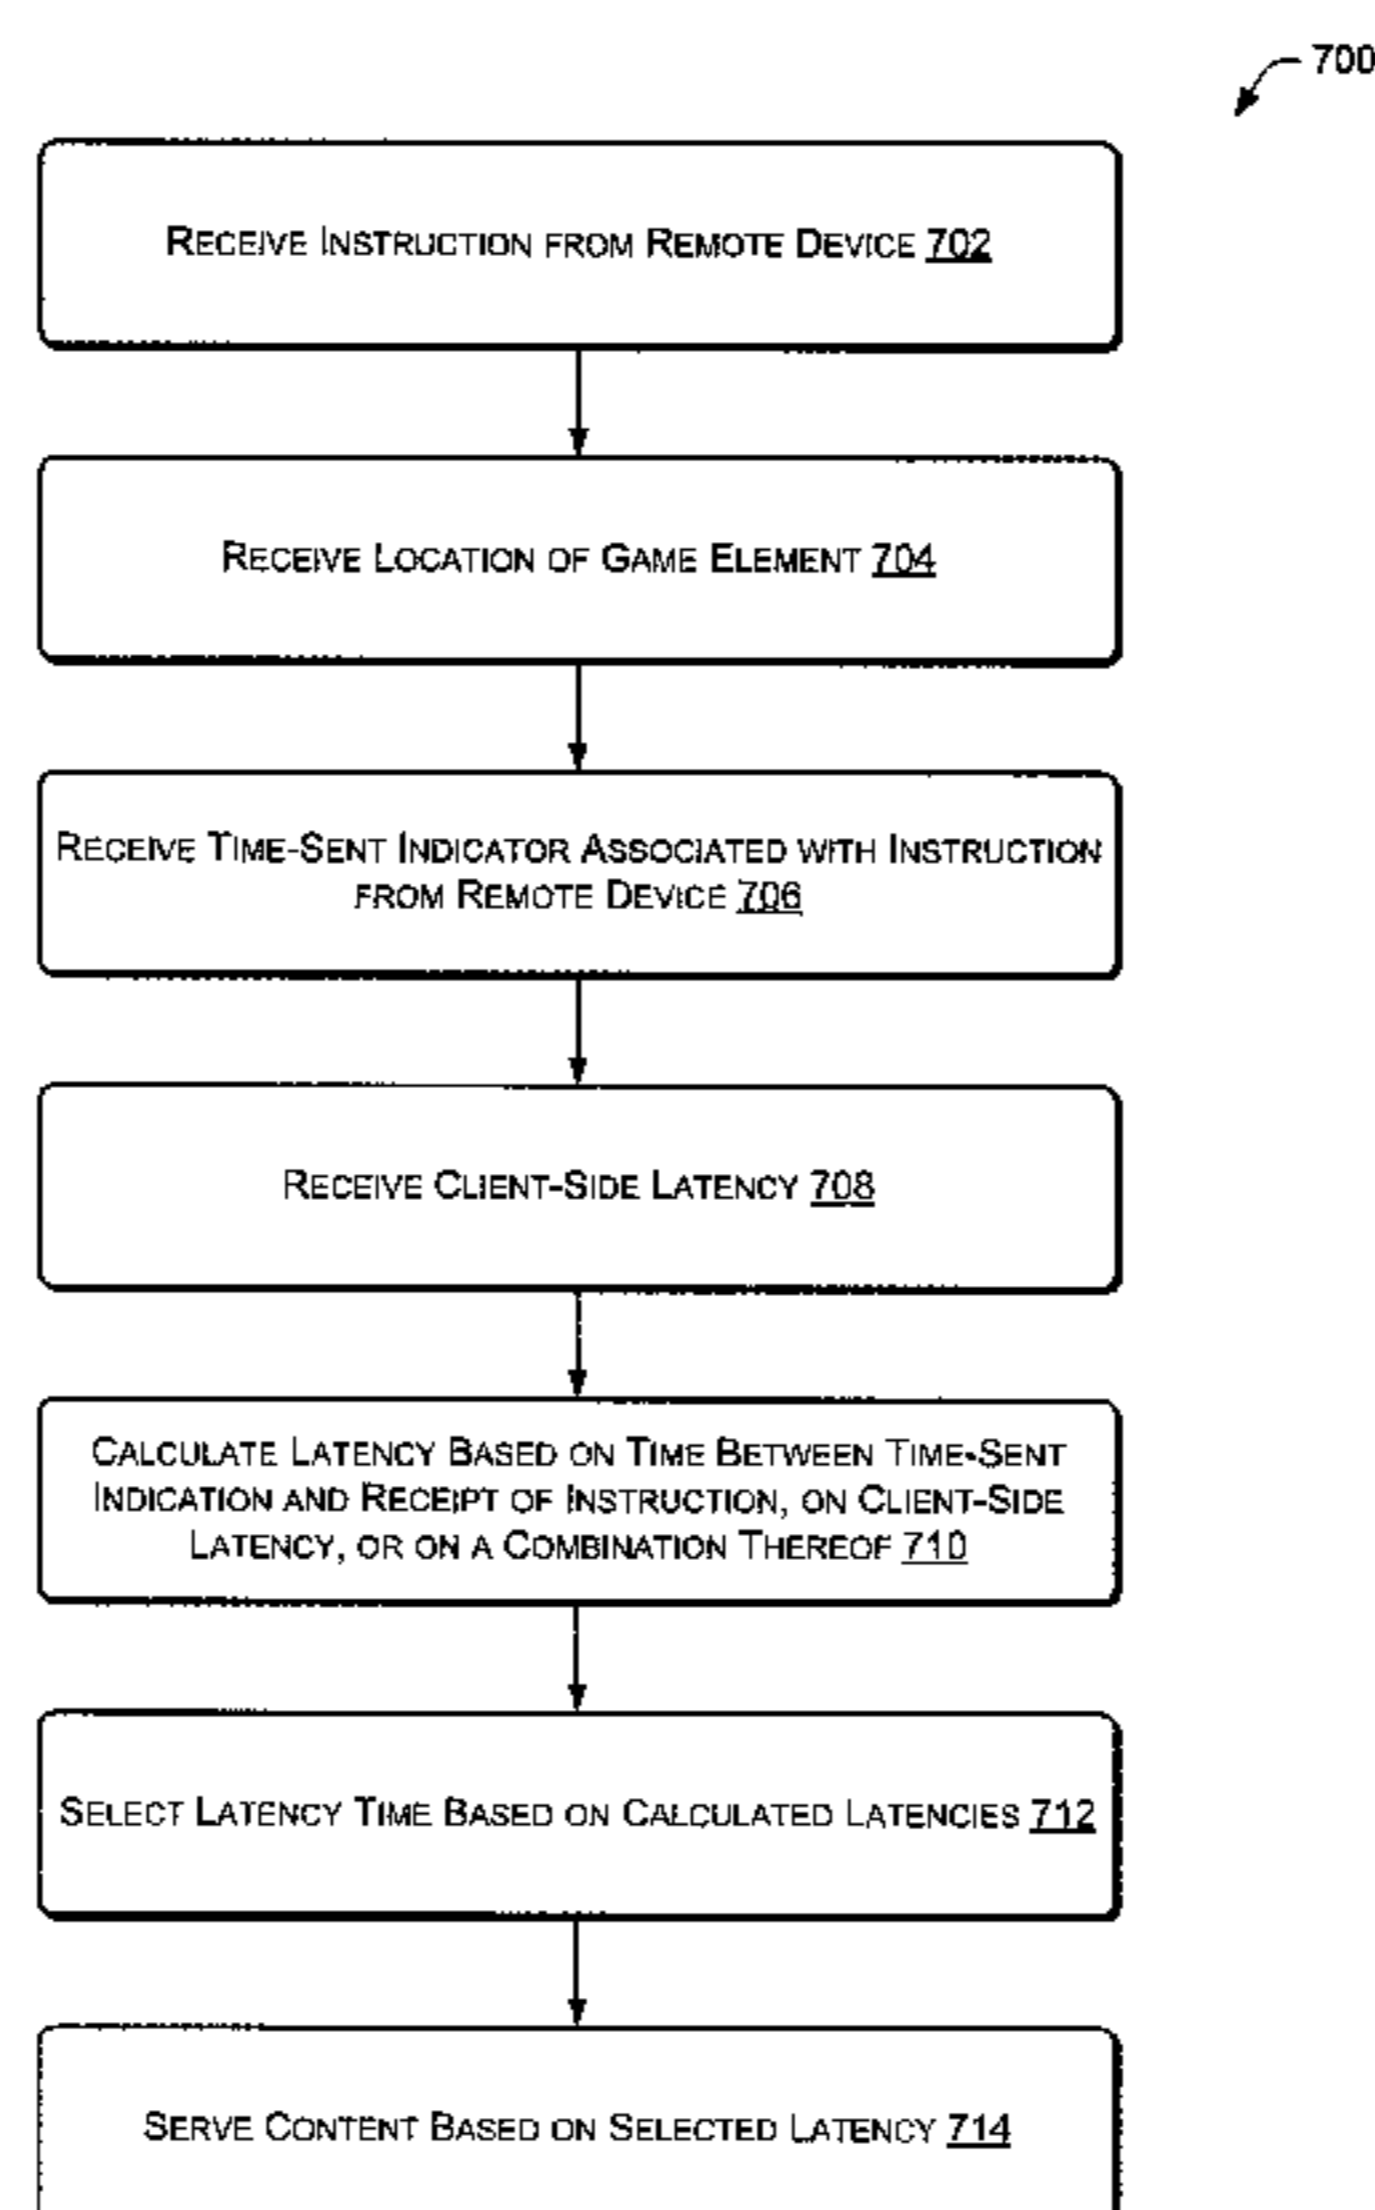 700
RECEIVE INSTRUCTION FROM REMOTE DEVICE 702
RECEIVE LOCATION OF GAME ELEMENT 704
RECEIVE TIME-SENT INDICATOR ASSOCIATED WITH INSTRUCTION
FROM REMOTE DEVICE 706
RECEIVE CLIENT-SIDE LATENCY 708
CALCULATE LATENCY BASED ON TIME BETWEEN TIME-SENT
INDICATION AND RECEIPT OF INSTRUCTION, ON CLIENT-SIDE
LATENCY, OR ON A COMBINATION THEREOF 710
SELECT LATENCY TIME BASED ON CALCULATED LATENCIES 712
SERVE CONTENT BASED ON SELECTED LATENCY 714